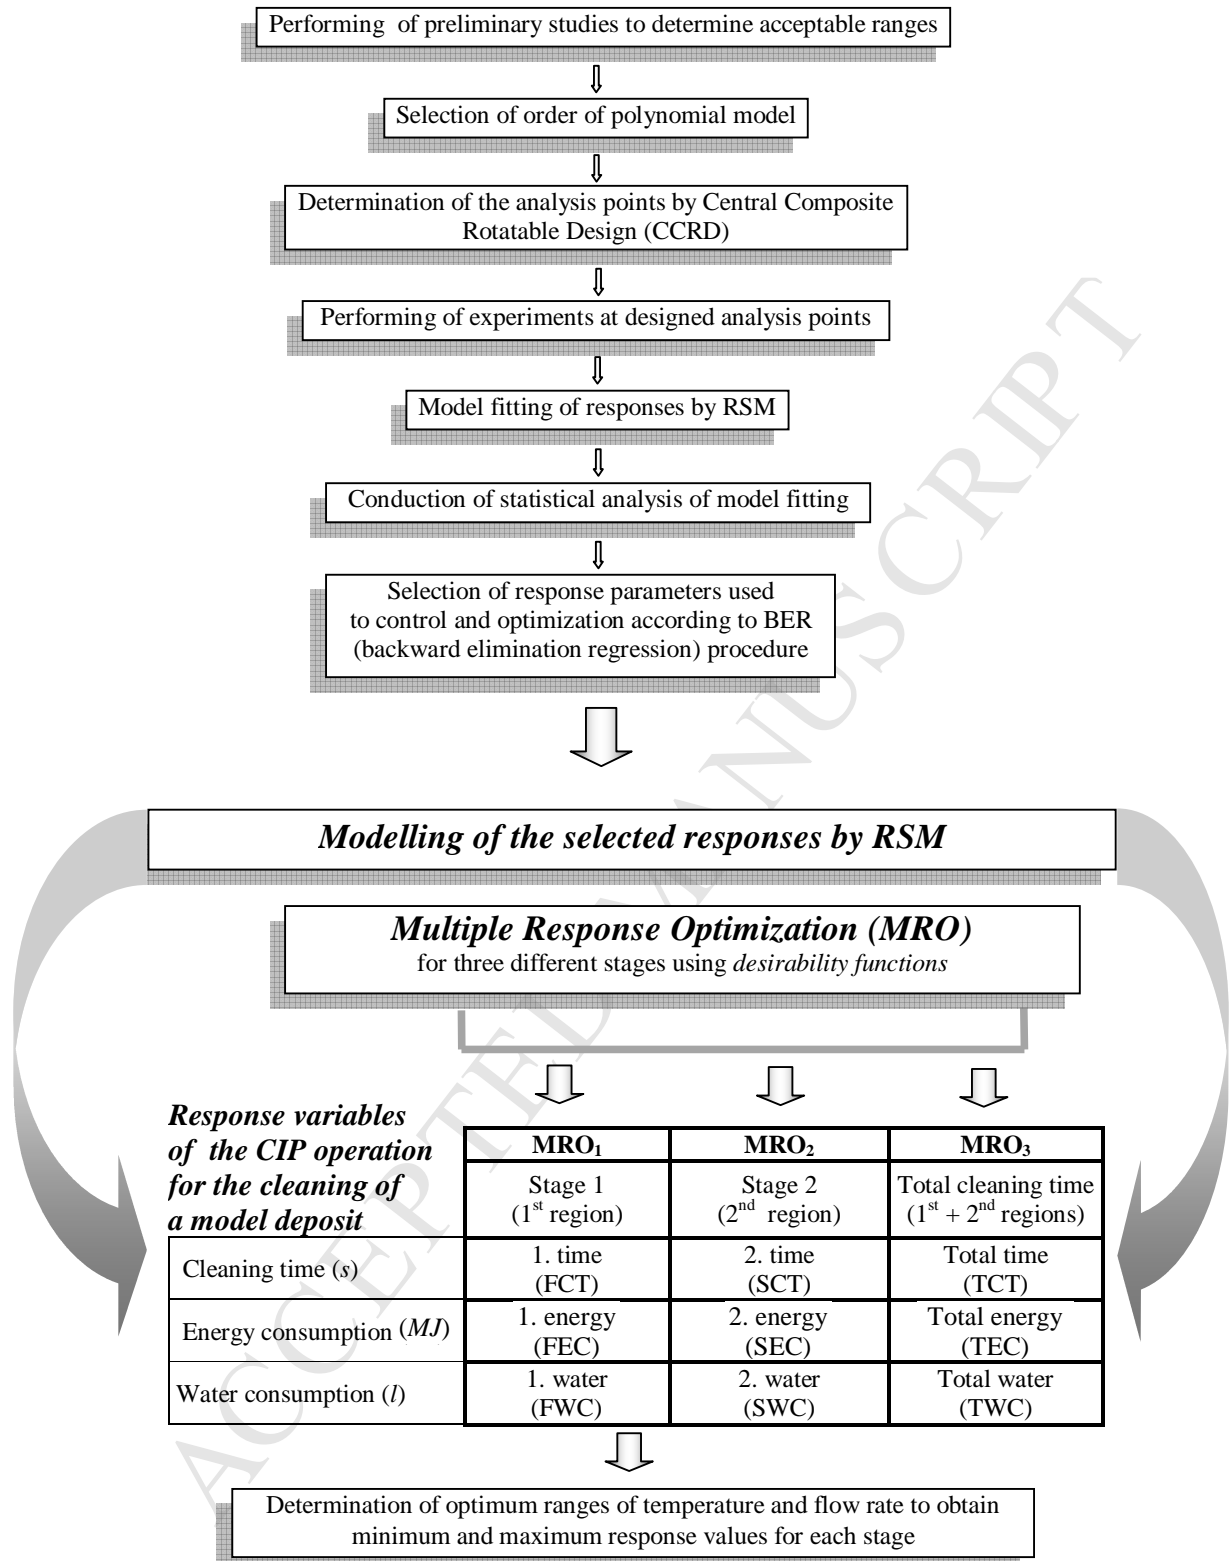 Performing of preliminary studies to determine acceptable ranges
Selection of order of polynomial model
Determination of the analysis points by Central Composite
Rotatable Design (CCRD)
Performing of experiments at designed analysis points
Model fitting of responses by RSM
Conduction of statistical analysis of model fitting
Selection of response parameters used
to control and optimization according to BER
(backward elimination regression) procedure
Modelling of the selected responses by RSM
Multiple Response Optimization (MRO)
for three different stages using desirability functions
Response variables
of the CIP operation
for the cleaning of
a model deposit
MRO₁ MRO₂ MRO₃
Stage 1 Stage 2 Total cleaning time
(1st region) (2nd region) (1st + 2nd regions)
Cleaning time (s) 1. time 2. time Total time
(FCT) (SCT) (TCT)
Energy consumption (MJ) 1. energy 2. energy Total energy
(FEC) (SEC) (TEC)
Water consumption (l) 1. water 2. water Total water
(FWC) (SWC) (TWC)
Determination of optimum ranges of temperature and flow rate to obtain
minimum and maximum response values for each stage
ACCEPTED MANUSCRIPT